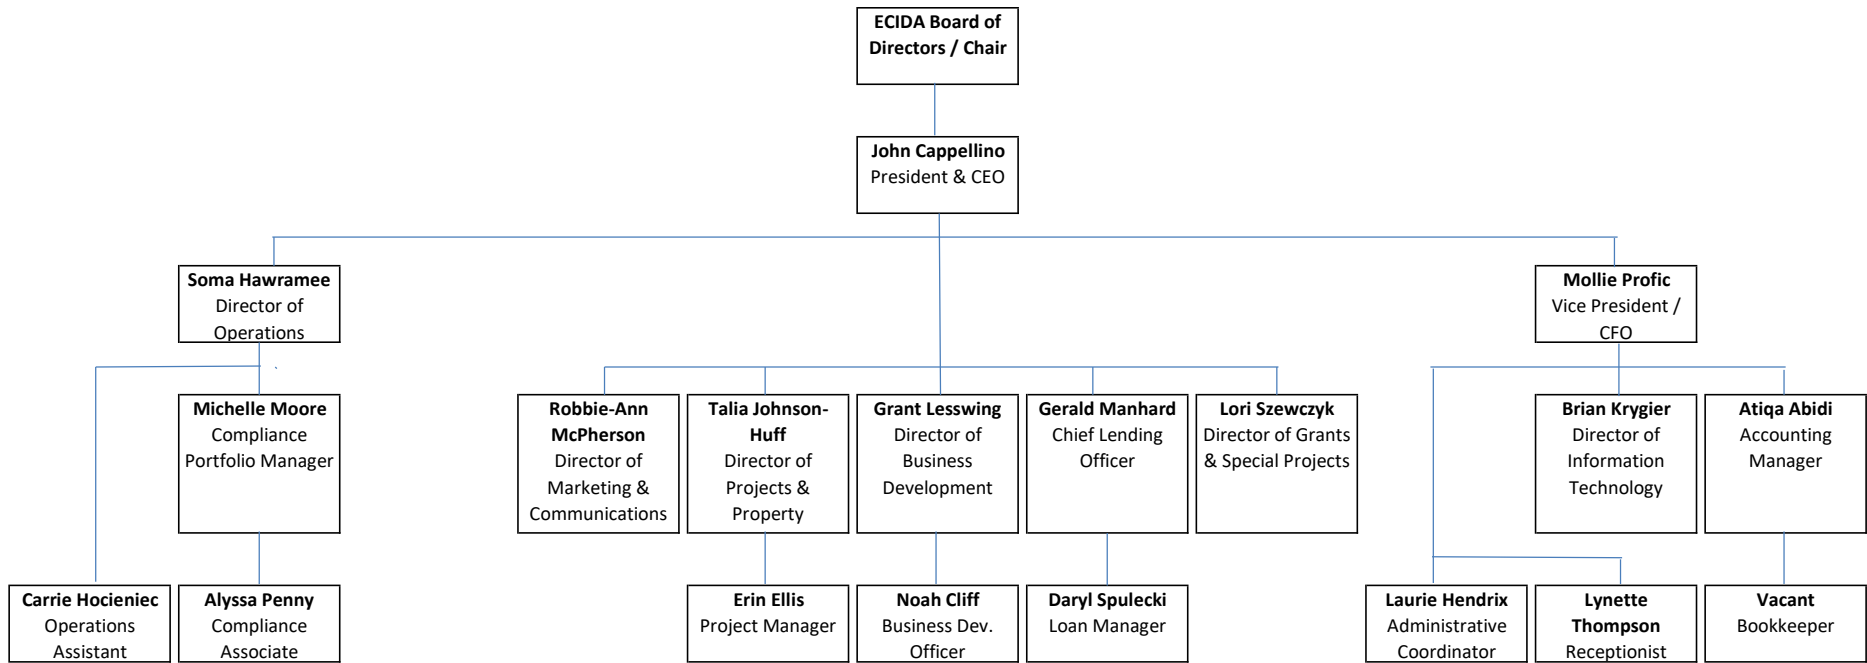 ECIDA Board of
Directors / Chair
John Cappellino
President & CEO
Soma Hawramee
Director of
Operations
Mollie Profic
Vice President /
CFO
Michelle Moore
Compliance
Portfolio Manager
Robbie-Ann
McPherson
Director of
Marketing &
Communications
Talia Johnson-
Huff
Director of
Projects &
Property
Grant Lesswing
Director of
Business
Development
Gerald Manhard
Chief Lending
Officer
Lori Szewczyk
Director of Grants
& Special Projects
Brian Krygier
Director of
Information
Technology
Atiqa Abidi
Accounting
Manager
Carrie Hocieniec
Operations
Assistant
Alyssa Penny
Compliance
Associate
Erin Ellis
Project Manager
Noah Cliff
Business Dev.
Officer
Daryl Spulecki
Loan Manager
Laurie Hendrix
Administrative
Coordinator
Lynette
Thompson
Receptionist
Vacant
Bookkeeper